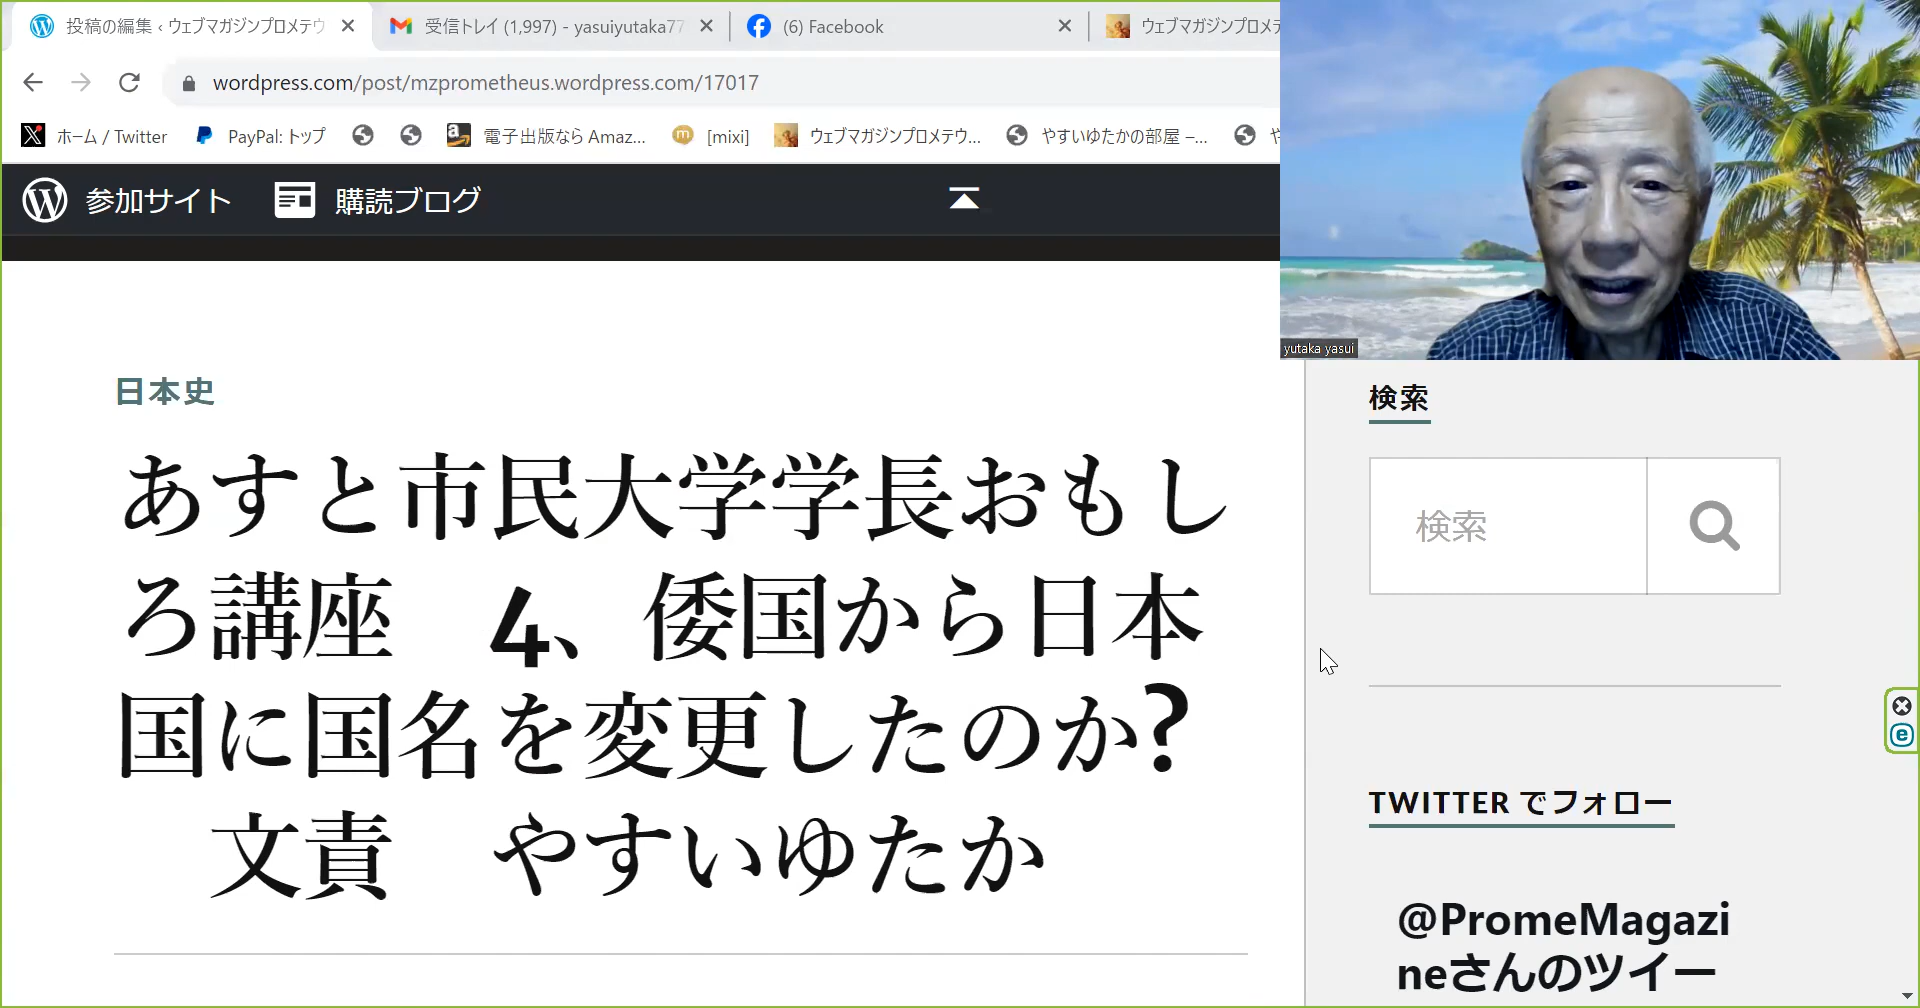 投稿の編集 ‹ ウェブマガジンプロメテウ
受信トレイ (1,997) - yasuiyutaka77
(6) Facebook
ウェブマガジンプロメテ
wordpress.com/post/mzprometheus.wordpress.com/17017
ホーム / Twitter
PayPal: トップ
電子出版なら Amaz...
[mixi]
ウェブマガジンプロメテウ...
やすいゆたかの部屋 –...
や
参加サイト
購読ブログ
yutaka yasui
日本史
あすと市民大学学長おもし
ろ講座　4、倭国から日本
国に国名を変更したのか?
文責　やすいゆたか
検索
検索
TWITTER でフォロー
@PromeMagazi
neさんのツイー